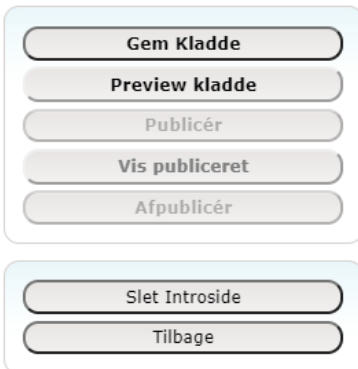 Gem Kladde
Preview kladde
Publicér
Vis publiceret
Afpublicér
Slet Introside
Tilbage